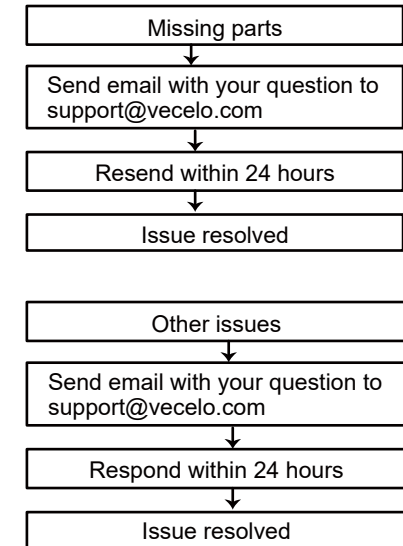 Missing parts
Send email with your question to
support@vecelo.com
Resend within 24 hours
Issue resolved
Other issues
Send email with your question to
support@vecelo.com
Respond within 24 hours
Issue resolved